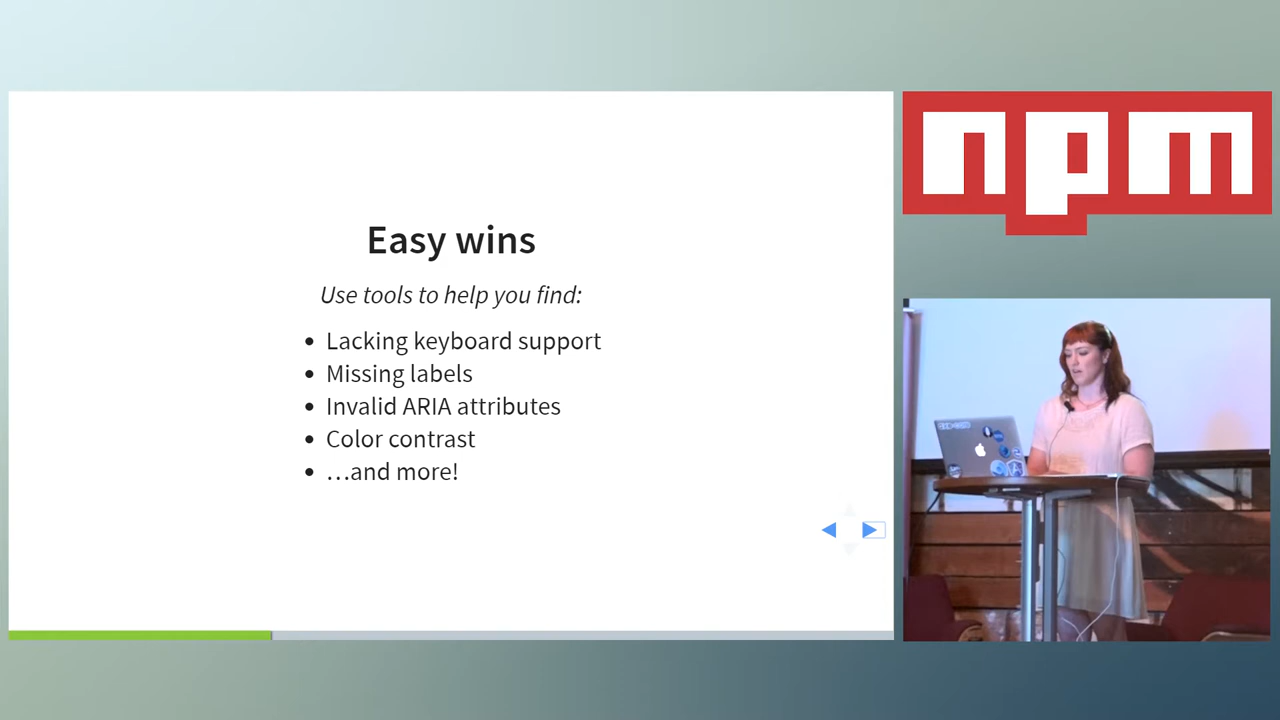 Easy wins
Use tools to help you find:
Lacking keyboard support
Missing labels
Invalid ARIA attributes
Color contrast
…and more!
npm